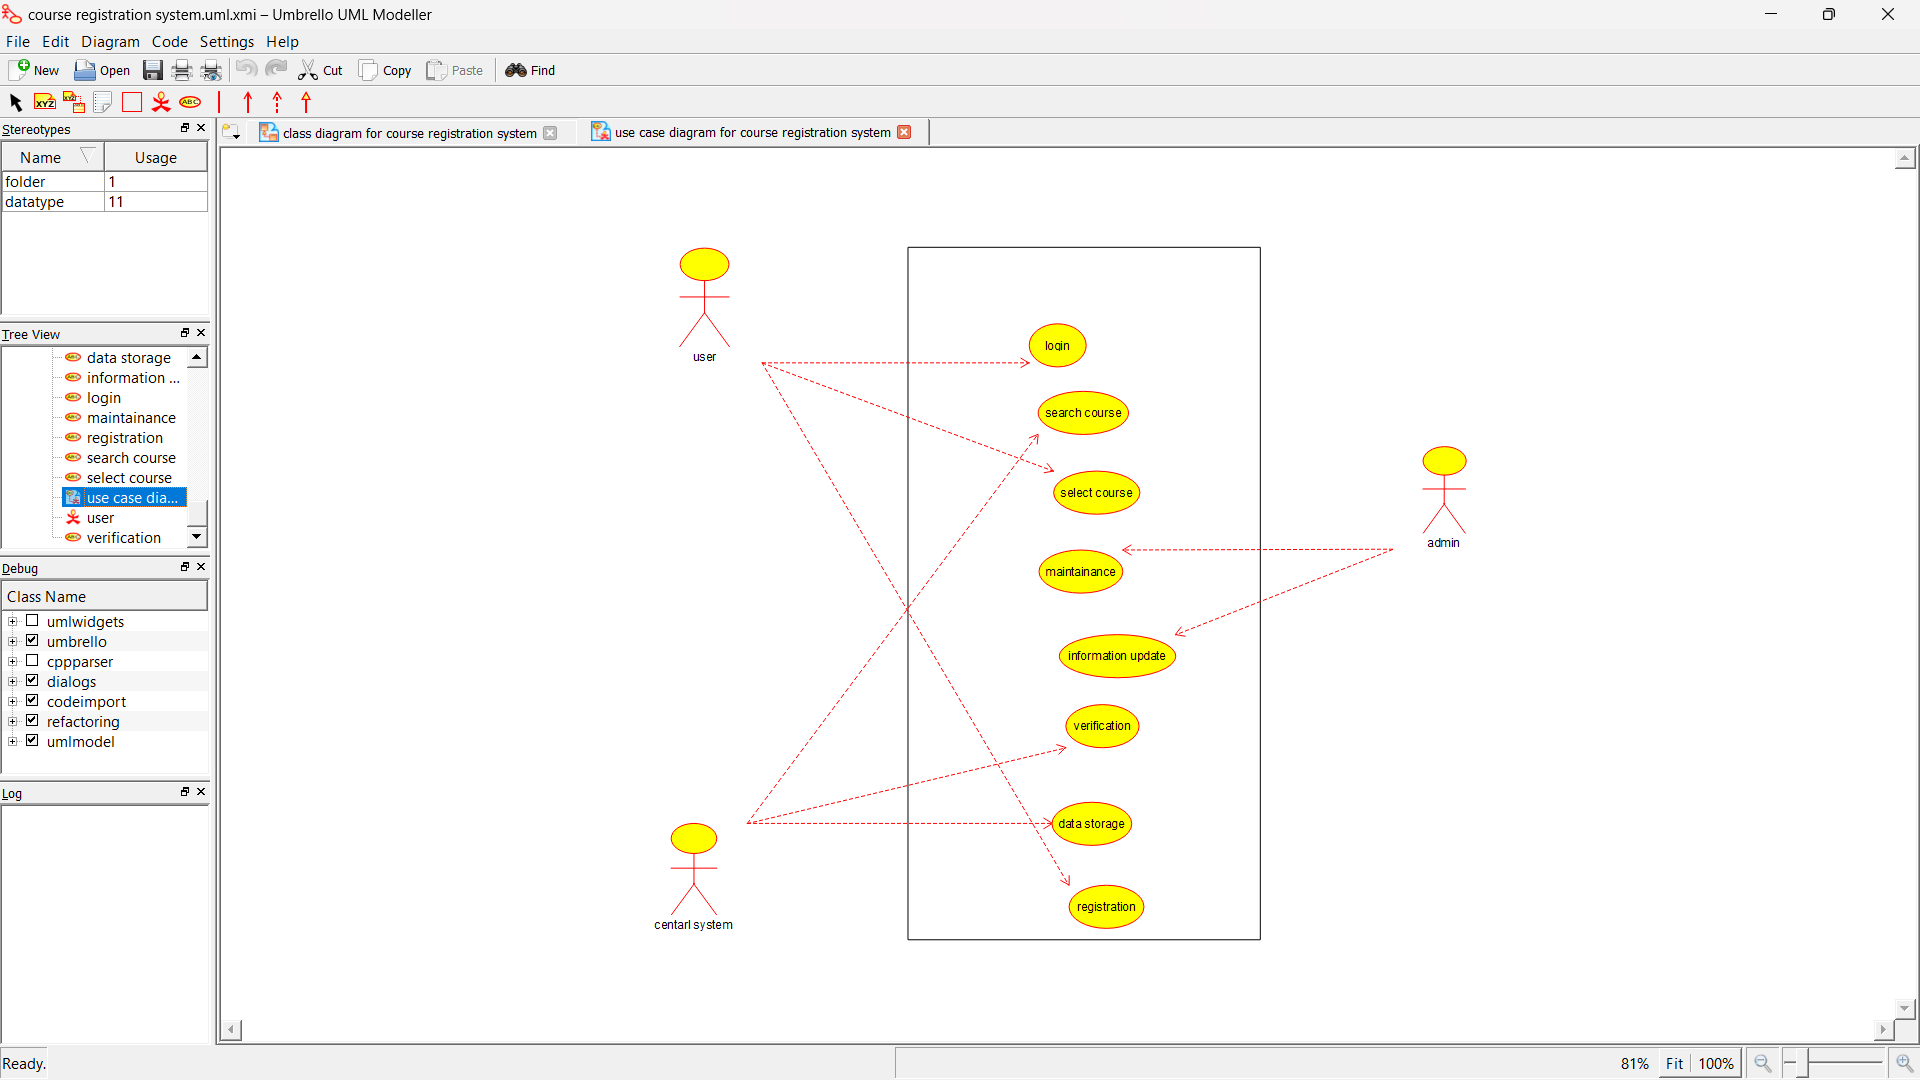 course registration system.uml.xmi – Umbrello UML Modeller
File Edit Diagram Code Settings Help
New Open Cut Copy Paste Find
XYZ XYZ ABC
Stereotypes
Name Usage
folder 1
datatype 11
Tree View
data storage
information ...
login
maintainance
registration
search course
select course
use case dia...
user
verification
Debug
Class Name
umlwidgets
umbrello
cppparser
dialogs
codeimport
refactoring
umlmodel
Log
class diagram for course registration system
use case diagram for course registration system
user
login
search course
select course
admin
maintainance
information update
verification
data storage
centarl system
registration
Ready.
81% Fit 100%